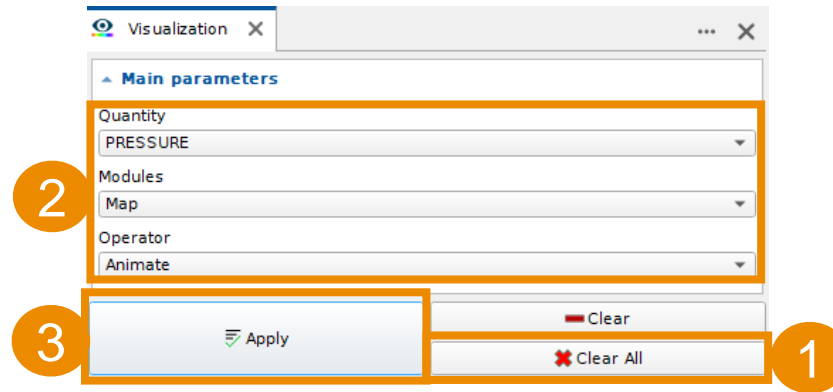 Visualization
Main parameters
Quantity
PRESSURE
Modules
Map
2
Operator
Animate
3
Apply
Clear
Clear All
1